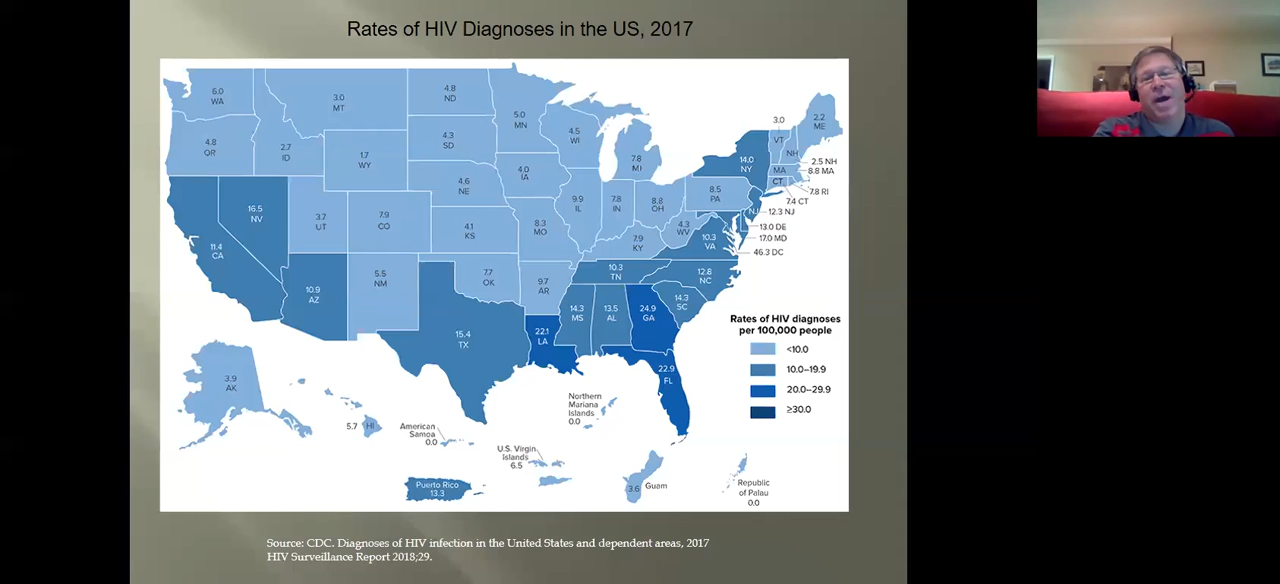 Rates of HIV Diagnoses in the US, 2017
6.0
WA
3.0
MT
4.8
ND
5.0
MN
4.5
WI
7.8
MI
3.0
VT
NH
2.2
ME
4.8
OR
2.7
ID
1.7
WY
4.3
SD
4.0
IA
14.0
NY
2.5 NH
MA
8.8 MA
CT
7.8 RI
7.4 CT
16.5
NV
3.7
UT
7.9
CO
4.6
NE
4.1
KS
8.3
MO
9.9
IL
7.8
IN
8.8
OH
8.5
PA
NJ
12.3 NJ
13.0 DE
17.0 MD
46.3 DC
11.4
CA
4.3
WV
10.3
VA
7.9
KY
10.9
AZ
5.5
NM
7.7
OK
9.7
AR
10.3
TN
12.8
NC
15.4
TX
22.1
LA
14.3
MS
13.5
AL
24.9
GA
14.3
SC
22.9
FL
Rates of HIV diagnoses
per 100,000 people
<10.0
10.0–19.9
20.0–29.9
≥30.0
3.9
AK
5.7
HI
American
Samoa
0.0
Northern
Mariana
Islands
0.0
U.S. Virgin
Islands
6.5
Puerto Rico
13.3
3.6
Guam
Republic
of Palau
0.0
Source: CDC. Diagnoses of HIV infection in the United States and dependent areas, 2017
HIV Surveillance Report 2018;29.